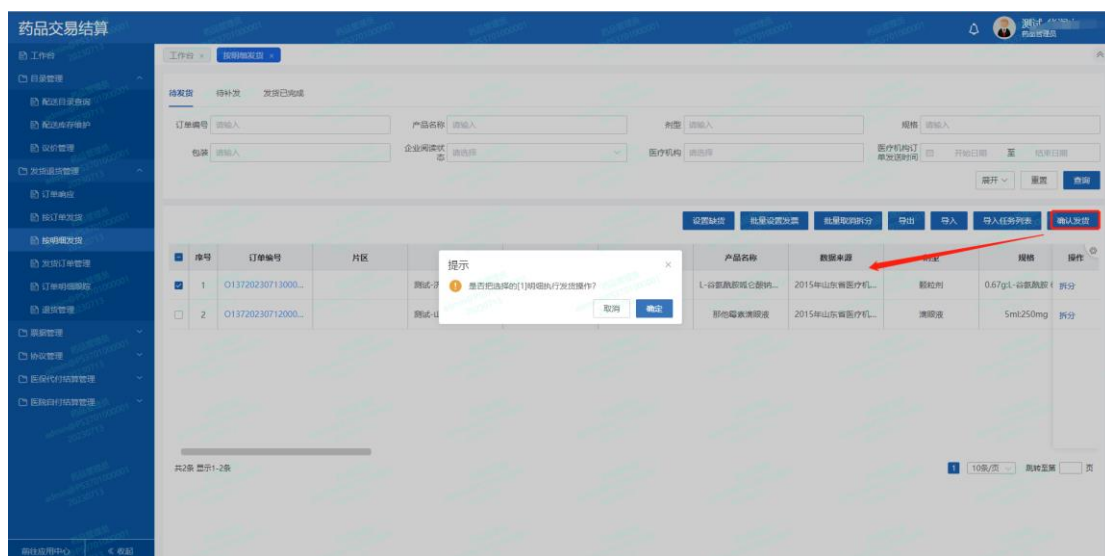 药品交易结算
药品管理员
工作台
工作台 ×
按明细发货 ×
目录管理
配送目录查询
配送库存维护
议价管理
发货退货管理
订单响应
按订单发货
按明细发货
发货订单管理
订单明细跟踪
退货管理
票据管理
协议管理
医保代付结算管理
医院自付结算管理
前往应用中心
收起
待发货 待补发 发货已完成
订单编号 请输入 产品名称 请输入 剂型 请输入 规格 请输入
包装 请输入 企业阅读状态 请选择 医疗机构 请选择 医疗机构订单发送时间 开始日期 至 结束日期
展开 重置 查询
设置缺货 批量设置发票 批量取消拆分 导出 导入 导入任务列表 确认发货
序号 订单编号 片区 产品名称 数据来源 规格 操作
1 O13720230713000... L-谷氨酰胺呱仑酸钠... 2015年山东省医疗机... 颗粒剂 0.67g:L-谷氨酰胺 拆分
2 O13720230712000... 那他霉素滴眼液 2015年山东省医疗机... 滴眼液 5ml:250mg 拆分
提示 ×
是否把选择的[1]明细执行发货操作?
取消 确定
共2条 显示1-2条
1 10条/页 跳转至第 页